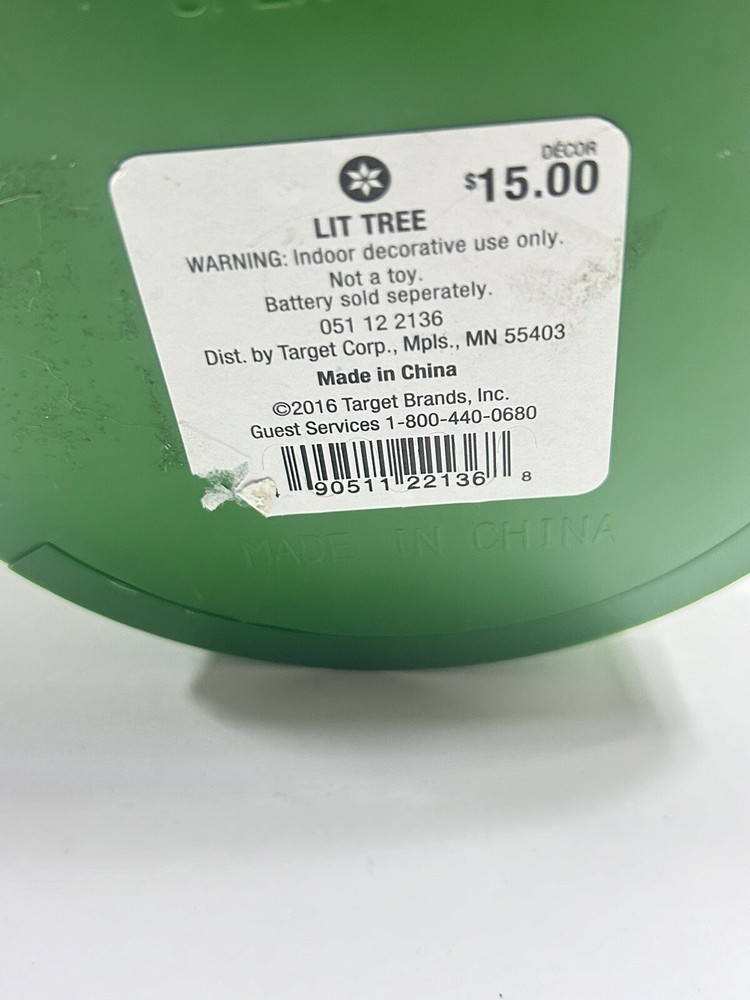 OPEN
DÉCOR
$15.00
LIT TREE
WARNING: Indoor decorative use only.
Not a toy.
Battery sold seperately.
051 12 2136
Dist. by Target Corp., Mpls., MN 55403
Made in China
©2016 Target Brands, Inc.
Guest Services 1-800-440-0680
90511 22136 8
MADE IN CHINA